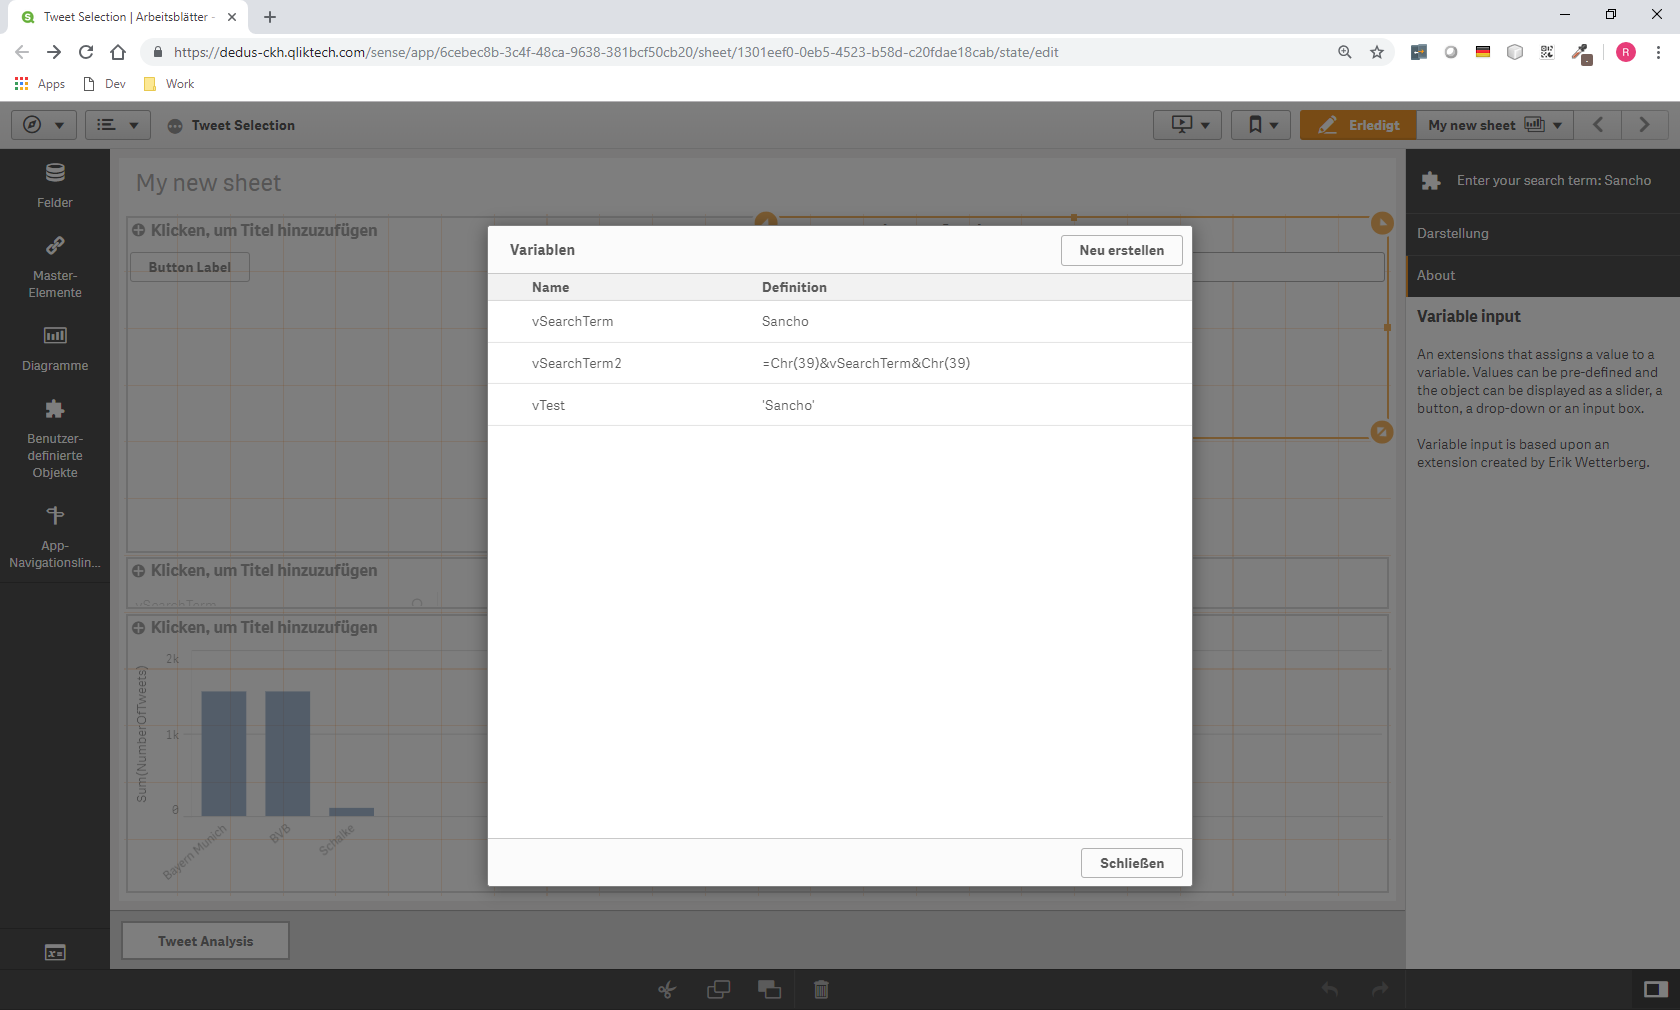 Tweet Selection | Arbeitsblätter -
https://dedus-ckh.qliktech.com/sense/app/6cebec8b-3c4f-48ca-9638-381bcf50cb20/sheet/1301eef0-0eb5-4523-b58d-c20fdae18cab/state/edit
R
Apps Dev Work
Tweet Selection
Erledigt
My new sheet
Felder
Master-
Elemente
Diagramme
Benutzer-
definierte
Objekte
App-
Navigationslin...
My new sheet
Klicken, um Titel hinzuzufügen
Button Label
Klicken, um Titel hinzuzufügen
vSearchTerm
Klicken, um Titel hinzuzufügen
Sum(NumberOfTweets)
2k
1k
0
Bayern Munich
BVB
Schalke
Variablen
Neu erstellen
Name Definition
vSearchTerm Sancho
vSearchTerm2 =Chr(39)&vSearchTerm&Chr(39)
vTest 'Sancho'
Schließen
Enter your search term: Sancho
Darstellung
About
Variable input
An extensions that assigns a value to a
variable. Values can be pre-defined and
the object can be displayed as a slider, a
button, a drop-down or an input box.
Variable input is based upon an
extension created by Erik Wetterberg.
Tweet Analysis
x=